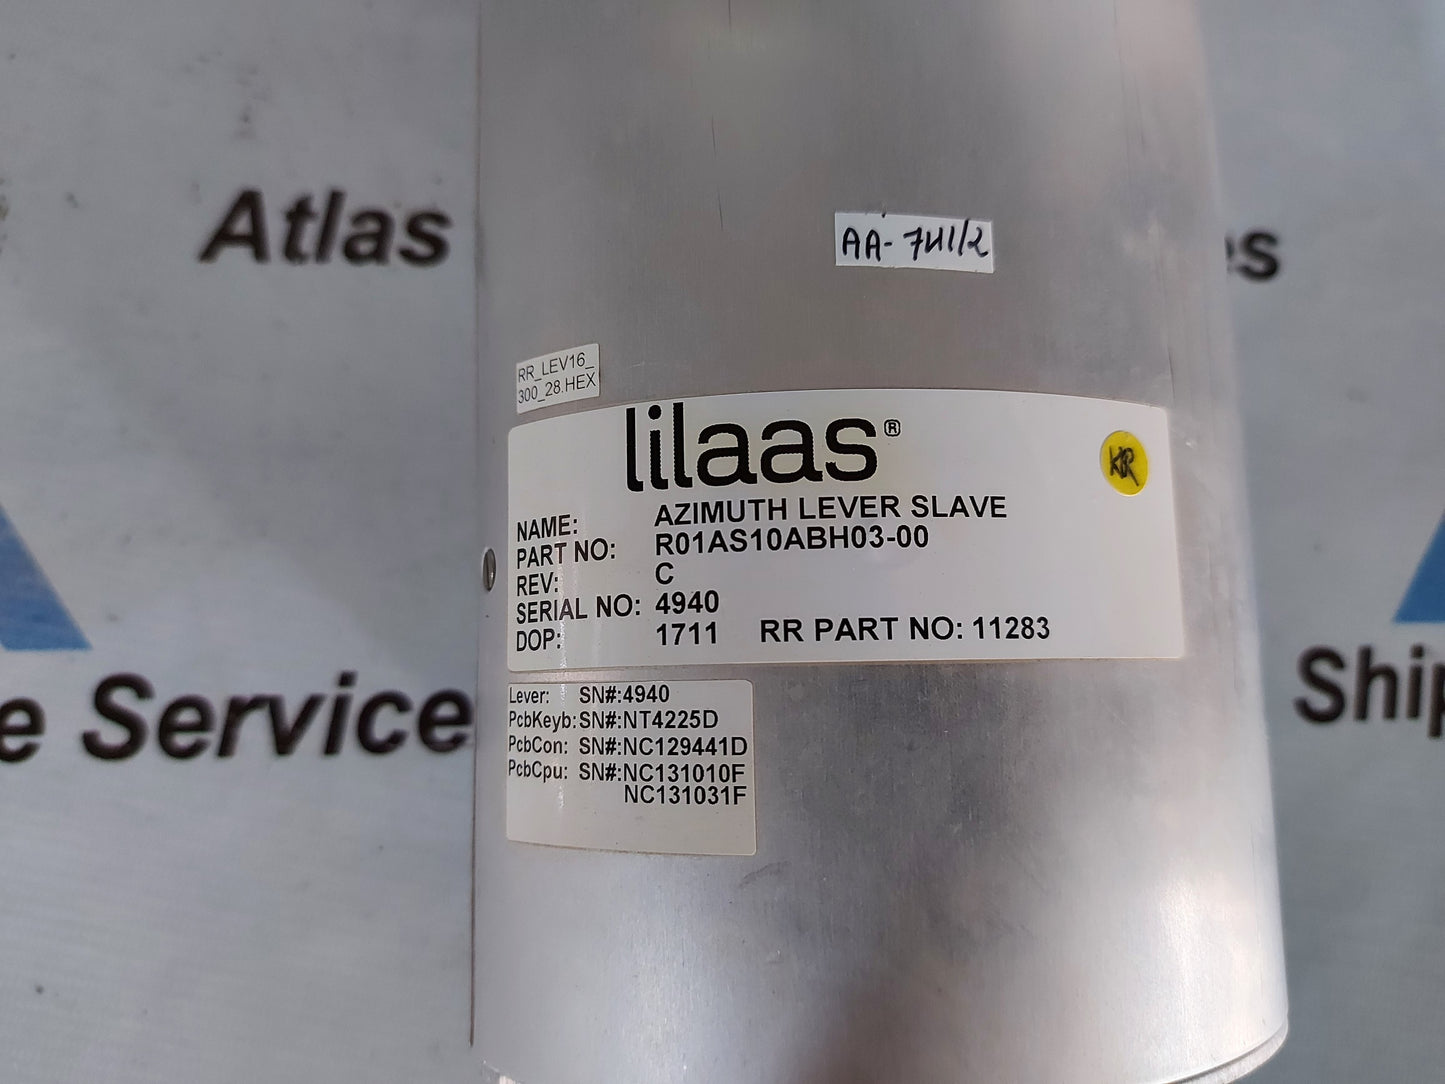 Atlas
AA-741/2
es
RR_LEV16_
300_28.HEX
lilaas®
NAME: AZIMUTH LEVER SLAVE
PART NO: R01AS10ABH03-00
REV: C
SERIAL NO: 4940
DOP: 1711 RR PART NO: 11283
Lever: SN#:4940
PcbKeyb: SN#:NT4225D
PcbCon: SN#:NC129441D
PcbCpu: SN#:NC131010F
NC131031F
e Service
Ship